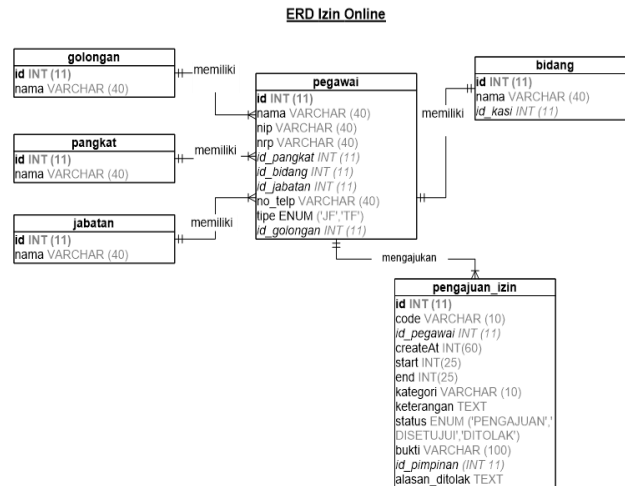 ERD Izin Online
golongan
id INT (11)
nama VARCHAR (40)
memiliki
pangkat
id INT (11)
nama VARCHAR (40)
memiliki
jabatan
id INT (11)
nama VARCHAR (40)
memiliki
pegawai
id INT (11)
nama VARCHAR (40)
nip VARCHAR (40)
nrp VARCHAR (40)
id_pangkat INT (11)
id_bidang INT (11)
id_jabatan INT (11)
no_telp VARCHAR (40)
tipe ENUM ('JF','TF')
id_golongan INT (11)
memiliki
bidang
id INT (11)
nama VARCHAR (40)
id_kasi INT (11)
mengajukan
pengajuan_izin
id INT (11)
code VARCHAR (10)
id_pegawai INT (11)
createAt INT(60)
start INT(25)
end INT(25)
kategori VARCHAR (10)
keterangan TEXT
status ENUM ('PENGAJUAN','
DISETUJUI','DITOLAK')
bukti VARCHAR (100)
id_pimpinan (INT 11)
alasan_ditolak TEXT